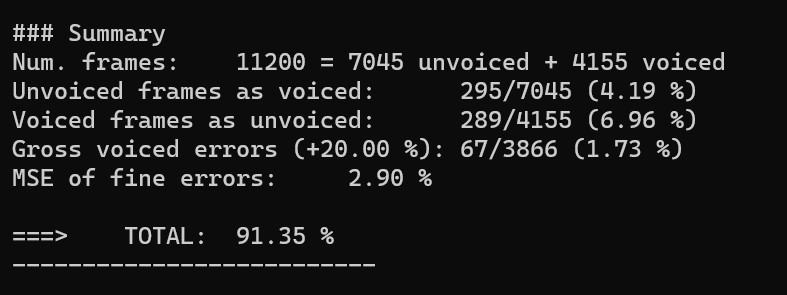 ### Summary
Num. frames:    11200 = 7045 unvoiced + 4155 voiced
Unvoiced frames as voiced:      295/7045 (4.19 %)
Voiced frames as unvoiced:      289/4155 (6.96 %)
Gross voiced errors (+20.00 %): 67/3866 (1.73 %)
MSE of fine errors:     2.90 %
===>    TOTAL:  91.35 %
--------------------------